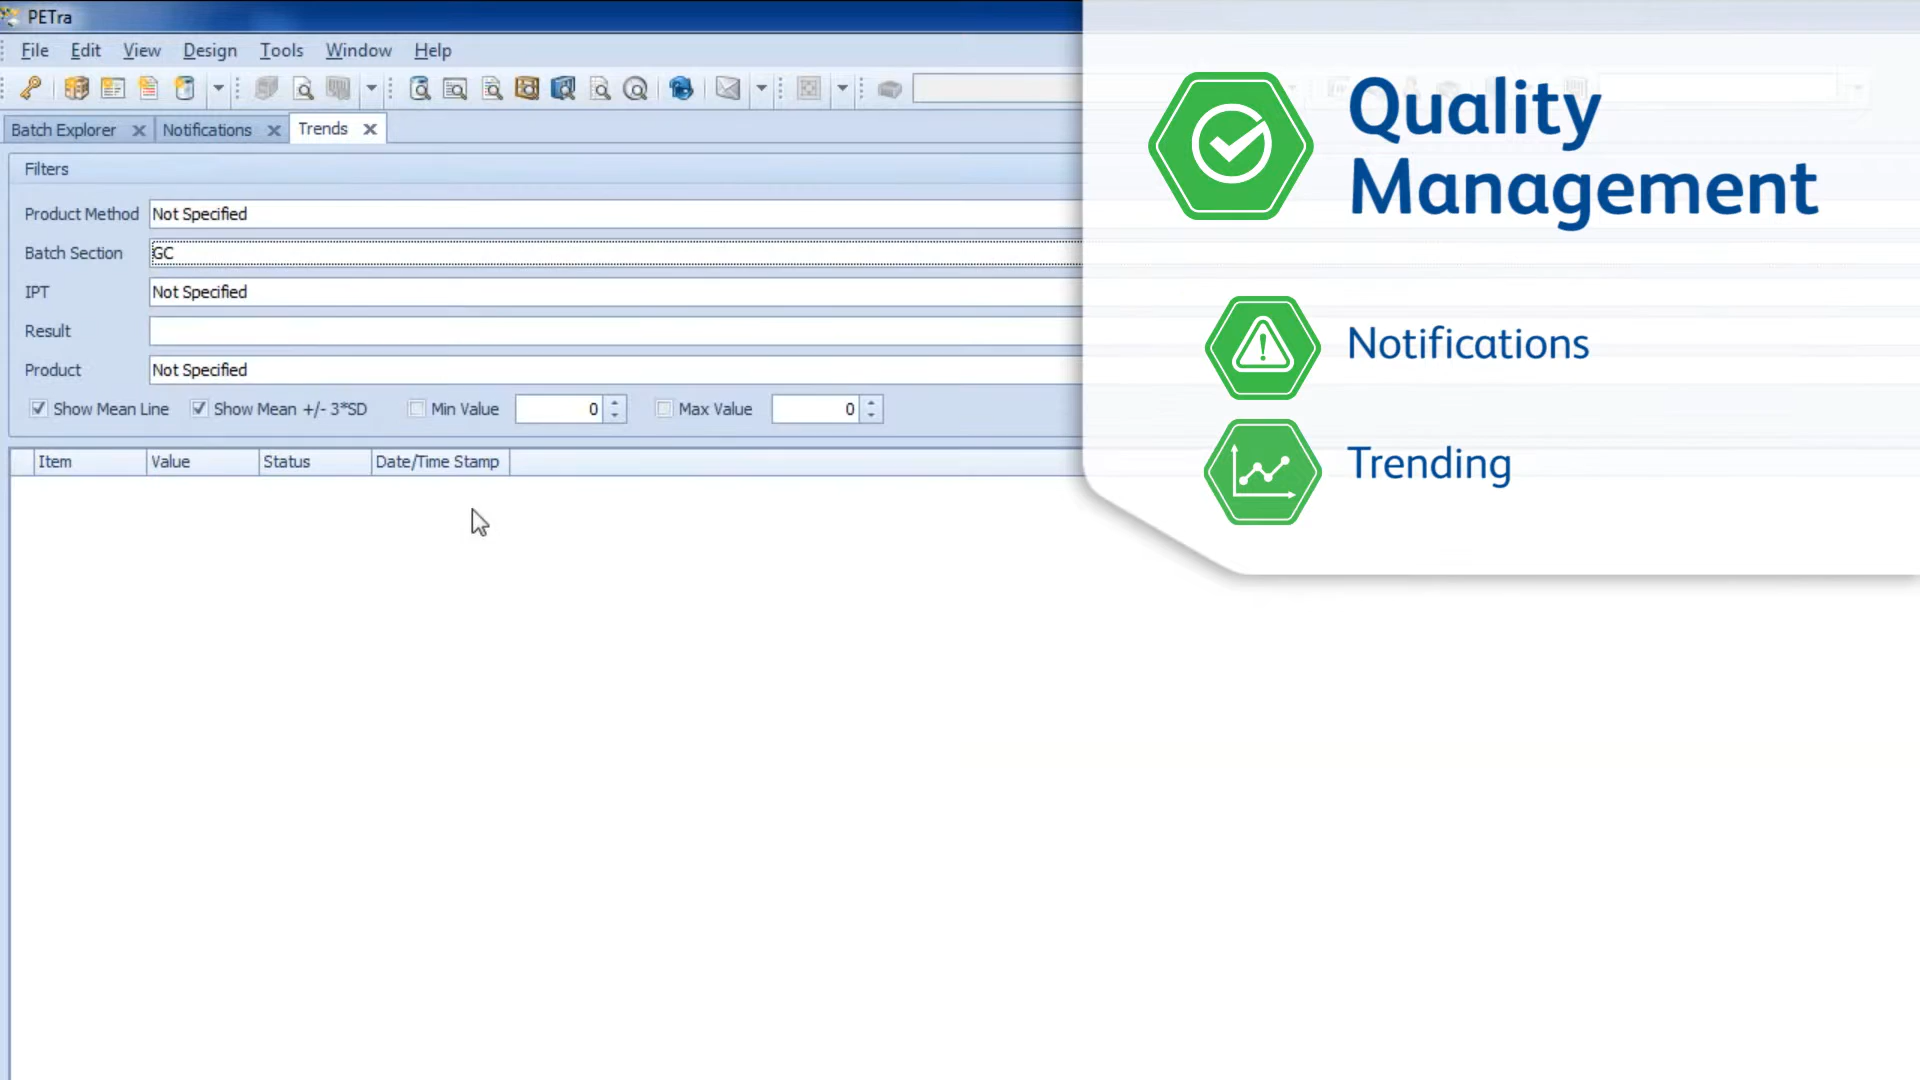 PETra
File Edit View Design Tools Window Help
Batch Explorer Notifications Trends
Filters
Product Method Not Specified
Batch Section GC
IPT Not Specified
Result
Product Not Specified
Show Mean Line Show Mean +/- 3*SD Min Value 0 Max Value 0
Item Value Status Date/Time Stamp
Quality
Management
Notifications
Trending